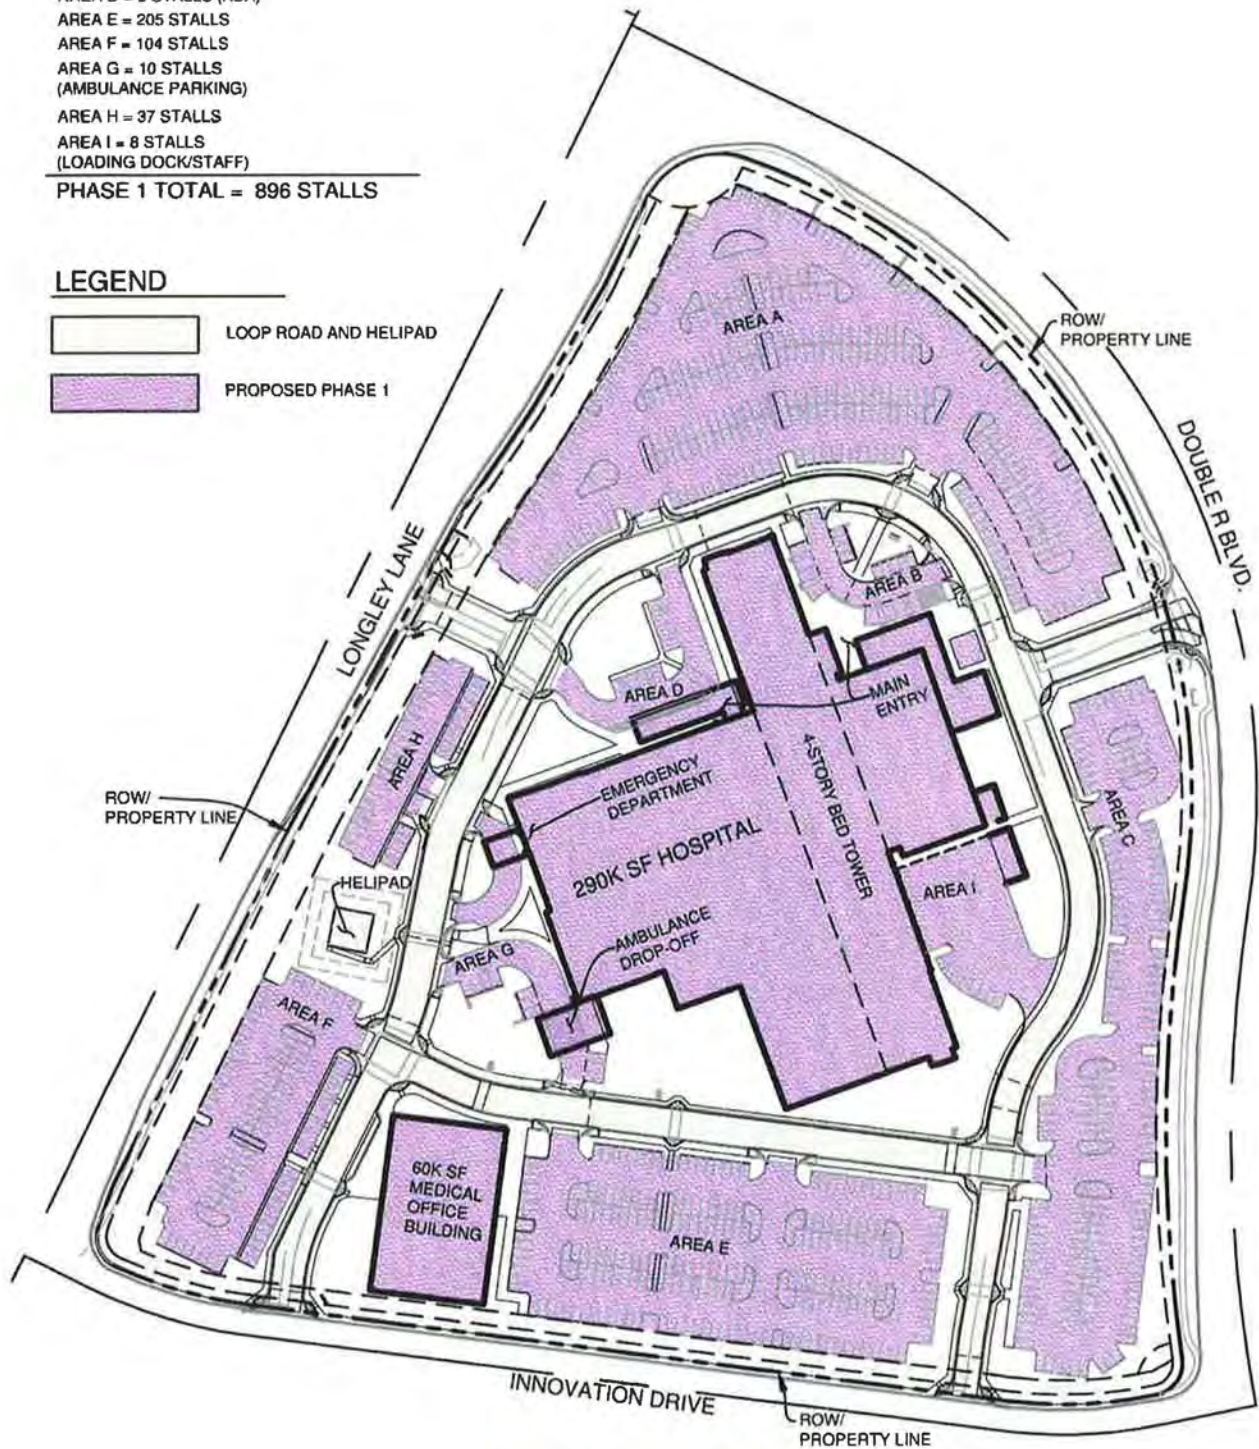 AREA E = 205 STALLS
AREA F = 104 STALLS
AREA G = 10 STALLS
(AMBULANCE PARKING)
AREA H = 37 STALLS
AREA I = 8 STALLS
(LOADING DOCK/STAFF)
PHASE 1 TOTAL = 896 STALLS
LEGEND
LOOP ROAD AND HELIPAD
PROPOSED PHASE 1
AREA A
ROW/
PROPERTY LINE
DOUBLE R BLVD.
LONGLEY LANE
AREA B
AREA D
MAIN
ENTRY
AREA H
EMERGENCY
DEPARTMENT
4-STORY BED TOWER
AREA C
ROW/
PROPERTY LINE
290K SF HOSPITAL
HELIPAD
AREA I
AMBULANCE
DROP-OFF
AREA G
AREA F
60K SF
MEDICAL
OFFICE
BUILDING
AREA E
INNOVATION DRIVE
ROW/
PROPERTY LINE